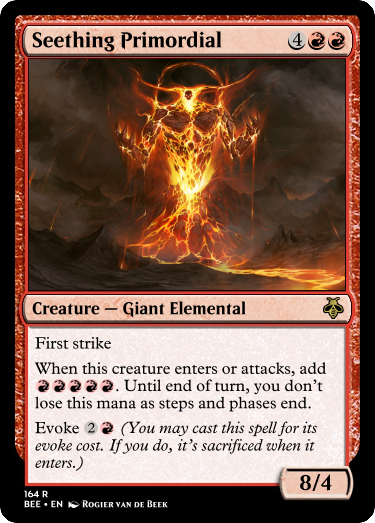 Seething Primordial 4
Creature — Giant Elemental
First strike
When this creature enters or attacks, add
. Until end of turn, you don't
lose this mana as steps and phases end.
Evoke 2 (You may cast this spell for its
evoke cost. If you do, it's sacrificed when it
enters.)
8/4
164 R
BEE • EN Rogier van de Beek